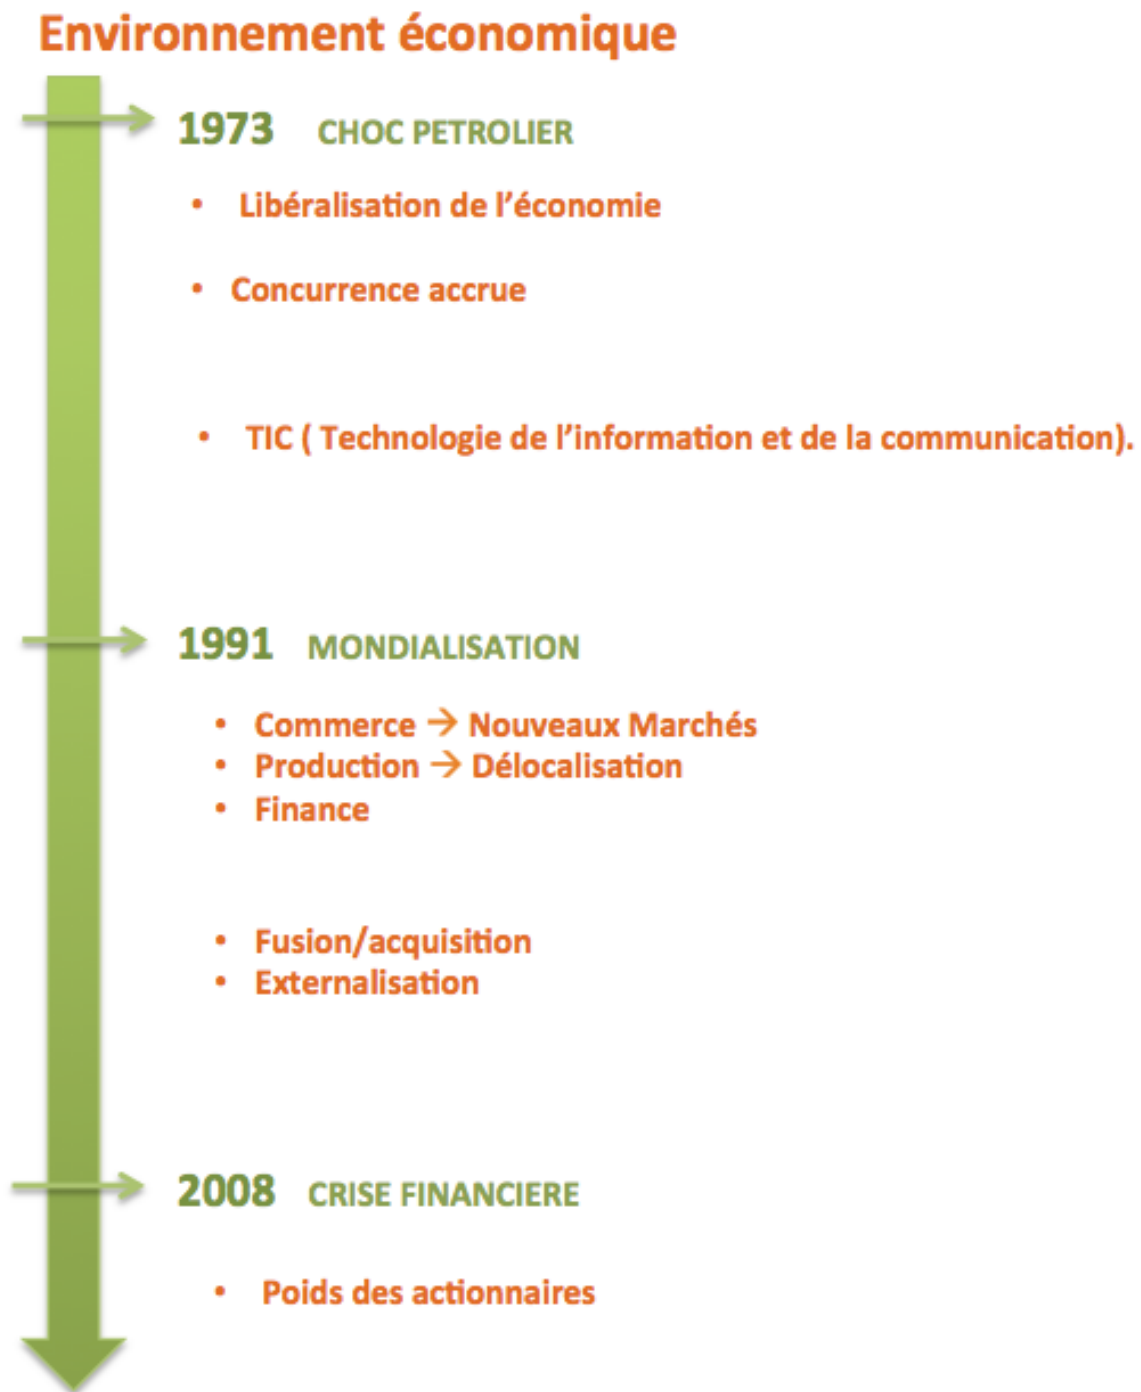 Environnement économique
1973 CHOC PETROLIER
• Libéralisation de l’économie
• Concurrence accrue
• TIC ( Technologie de l’information et de la communication).
1991 MONDIALISATION
• Commerce → Nouveaux Marchés
• Production → Délocalisation
• Finance
• Fusion/acquisition
• Externalisation
2008 CRISE FINANCIERE
• Poids des actionnaires